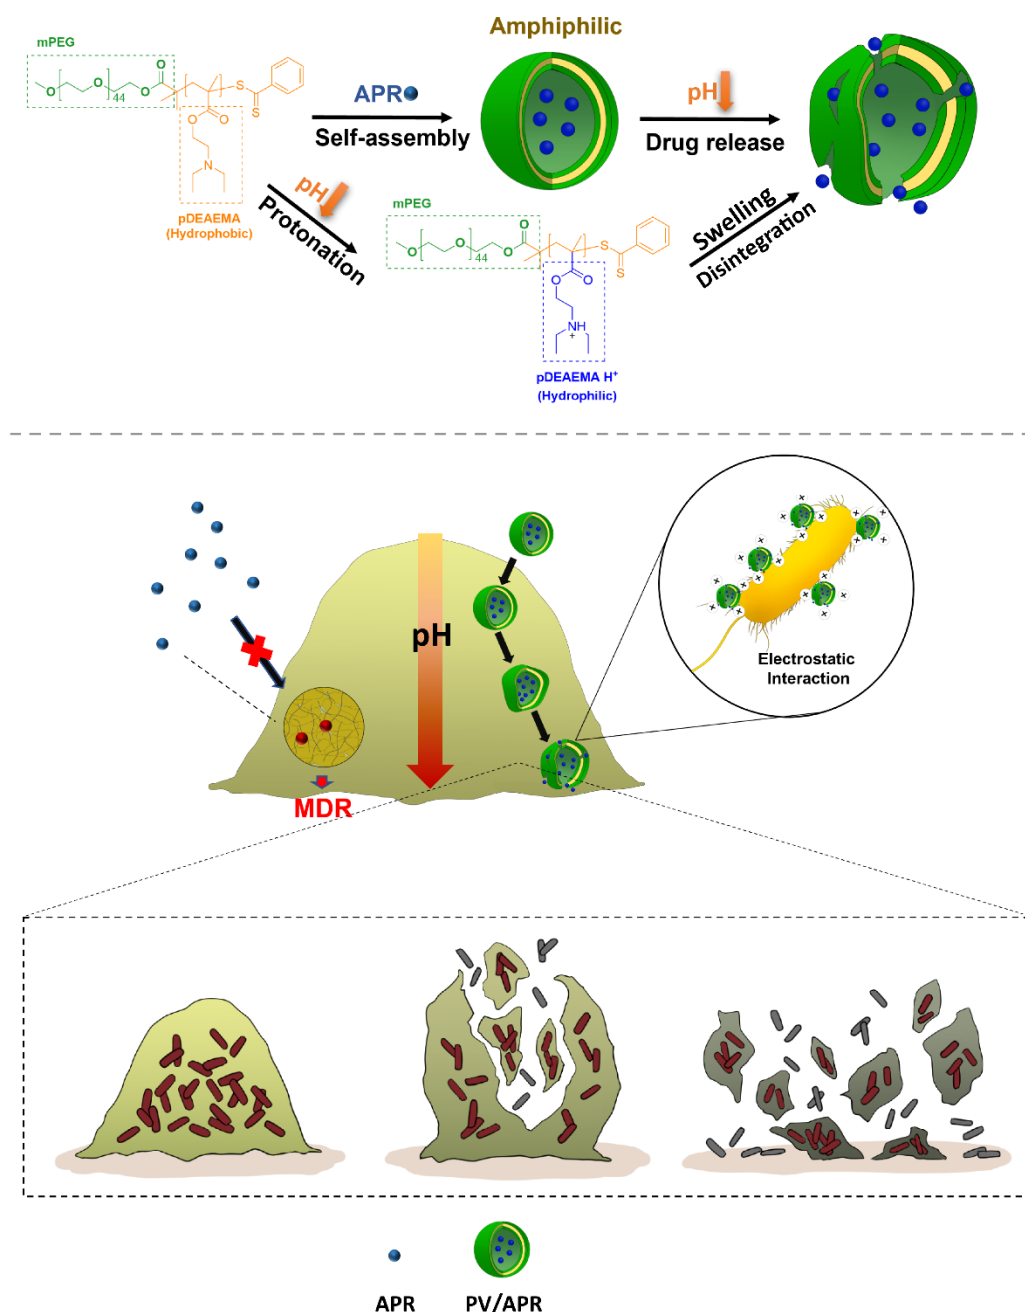 Amphiphilic
mPEG
O
44
O
O
O
S
S
O
O
N
pDEAEMA
(Hydrophobic)
APR
Self-assembly
pH
Drug release
pH
Protonation
mPEG
O
O
44
O
O
S
S
O
O
NH
+
pDEAEMA H⁺
(Hydrophilic)
Swelling
Disintegration
pH
MDR
+
Electrostatic
Interaction
APR
PV/APR